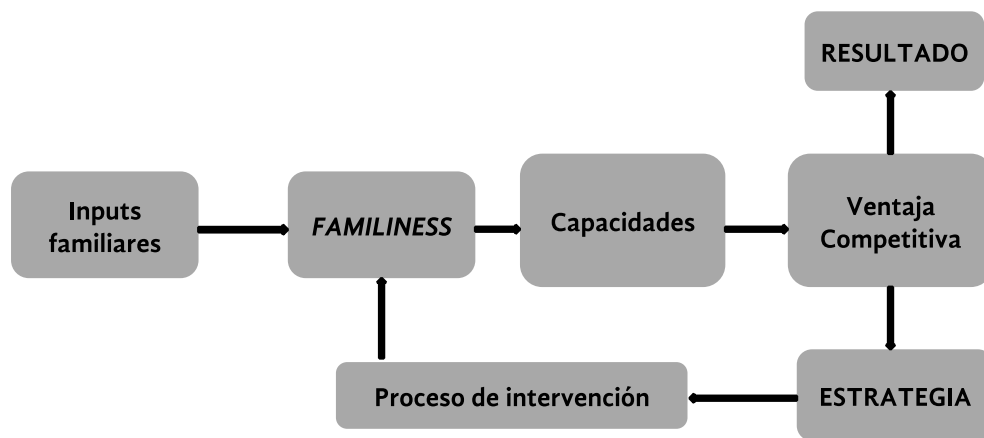 RESULTADO
Inputs
familiares
FAMILINESS
Capacidades
Ventaja
Competitiva
Proceso de intervención
ESTRATEGIA